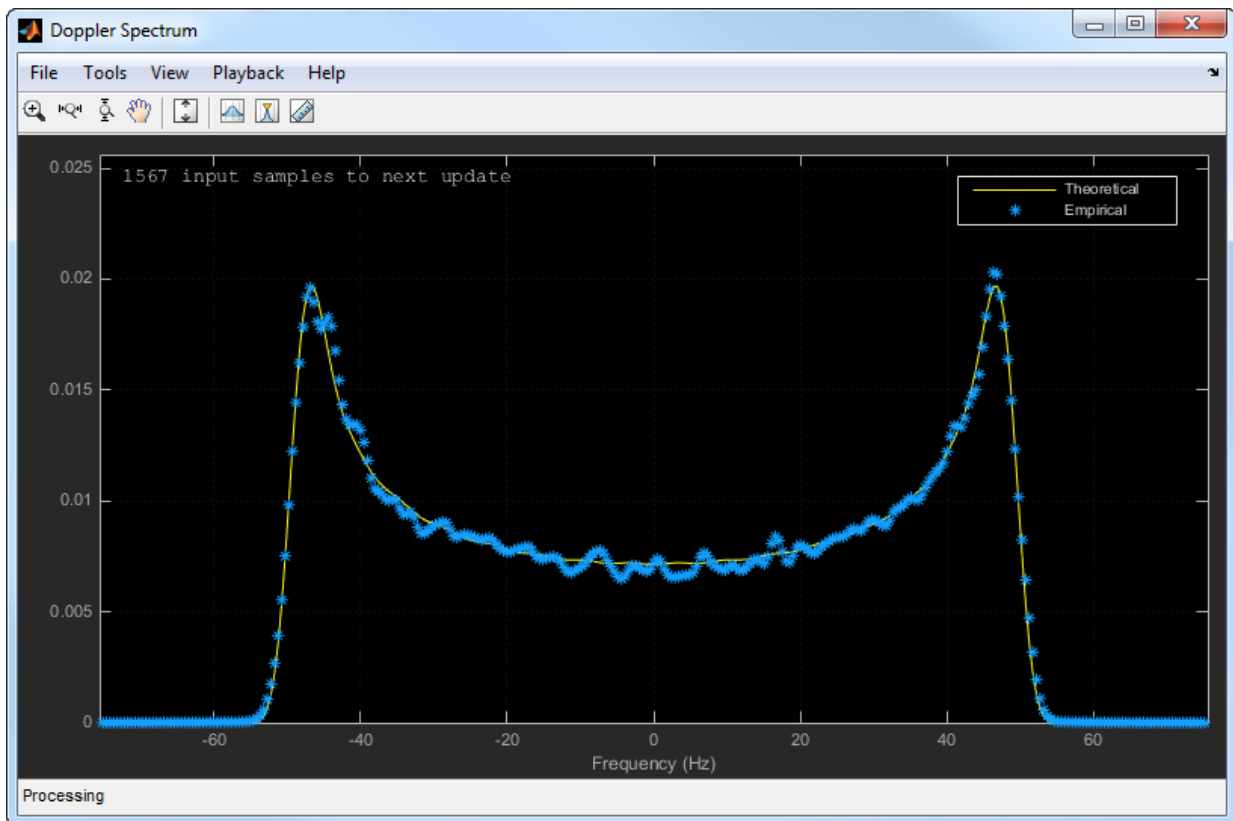 Doppler Spectrum
File Tools View Playback Help
1567 input samples to next update
Theoretical
Empirical
0.025
0.02
0.015
0.01
0.005
0
-60 -40 -20 0 20 40 60
Frequency (Hz)
Processing